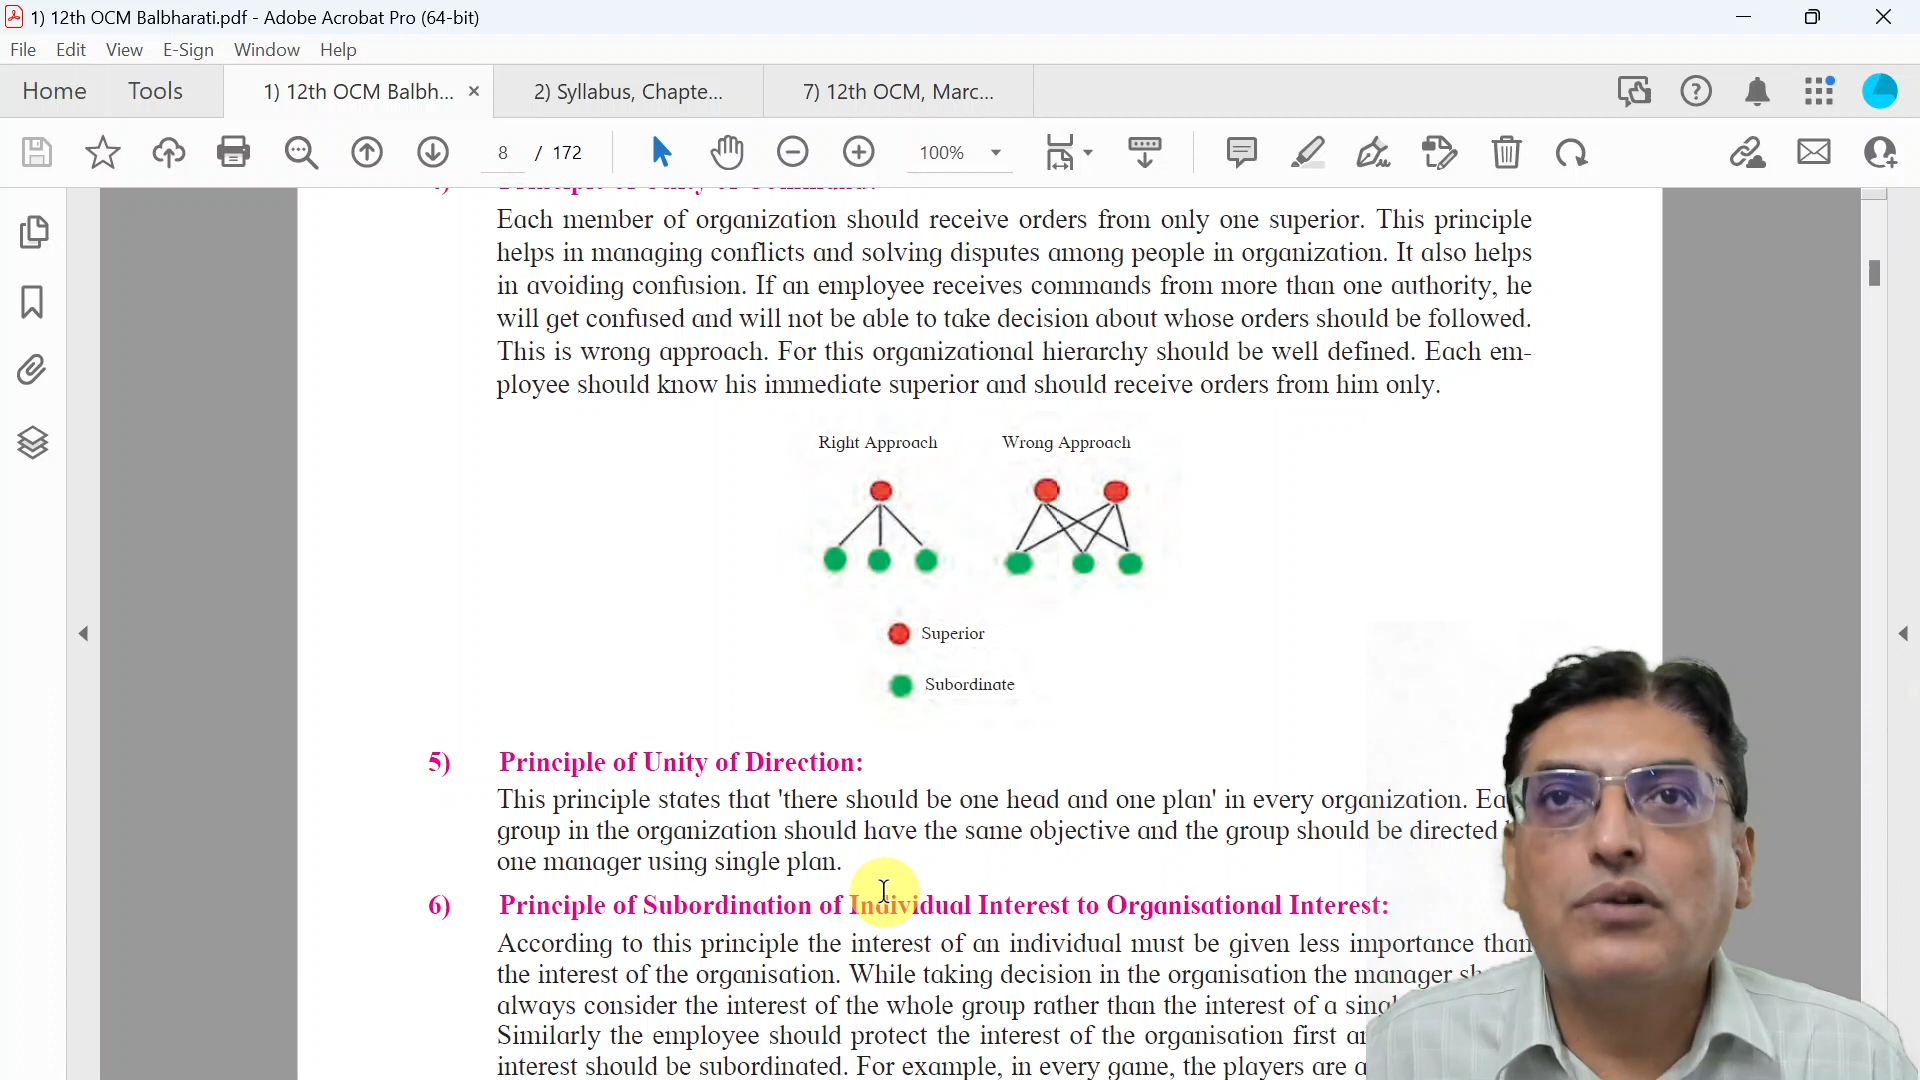 1) 12th OCM Balbharati.pdf - Adobe Acrobat Pro (64-bit)
File Edit View E-Sign Window Help
Home Tools 1) 12th OCM Balbh... 2) Syllabus, Chapte... 7) 12th OCM, Marc...
8 / 172 100%
Principle of Unity of Command:
Each member of organization should receive orders from only one superior. This principle
helps in managing conflicts and solving disputes among people in organization. It also helps
in avoiding confusion. If an employee receives commands from more than one authority, he
will get confused and will not be able to take decision about whose orders should be followed.
This is wrong approach. For this organizational hierarchy should be well defined. Each em-
ployee should know his immediate superior and should receive orders from him only.
Right Approach Wrong Approach
Superior
Subordinate
5) Principle of Unity of Direction:
This principle states that 'there should be one head and one plan' in every organization.
group in the organization should have the same objective and the group should be directed
one manager using single plan.
6) Principle of Subordination of Individual Interest to Organisational Interest:
According to this principle the interest of an individual must be given less importance than
the interest of the organisation. While taking decision in the organisation the manager
always consider the interest of the whole group rather than the interest of a
Similarly the employee should protect the interest of the organisation first
interest should be subordinated. For example, in every game, the players are